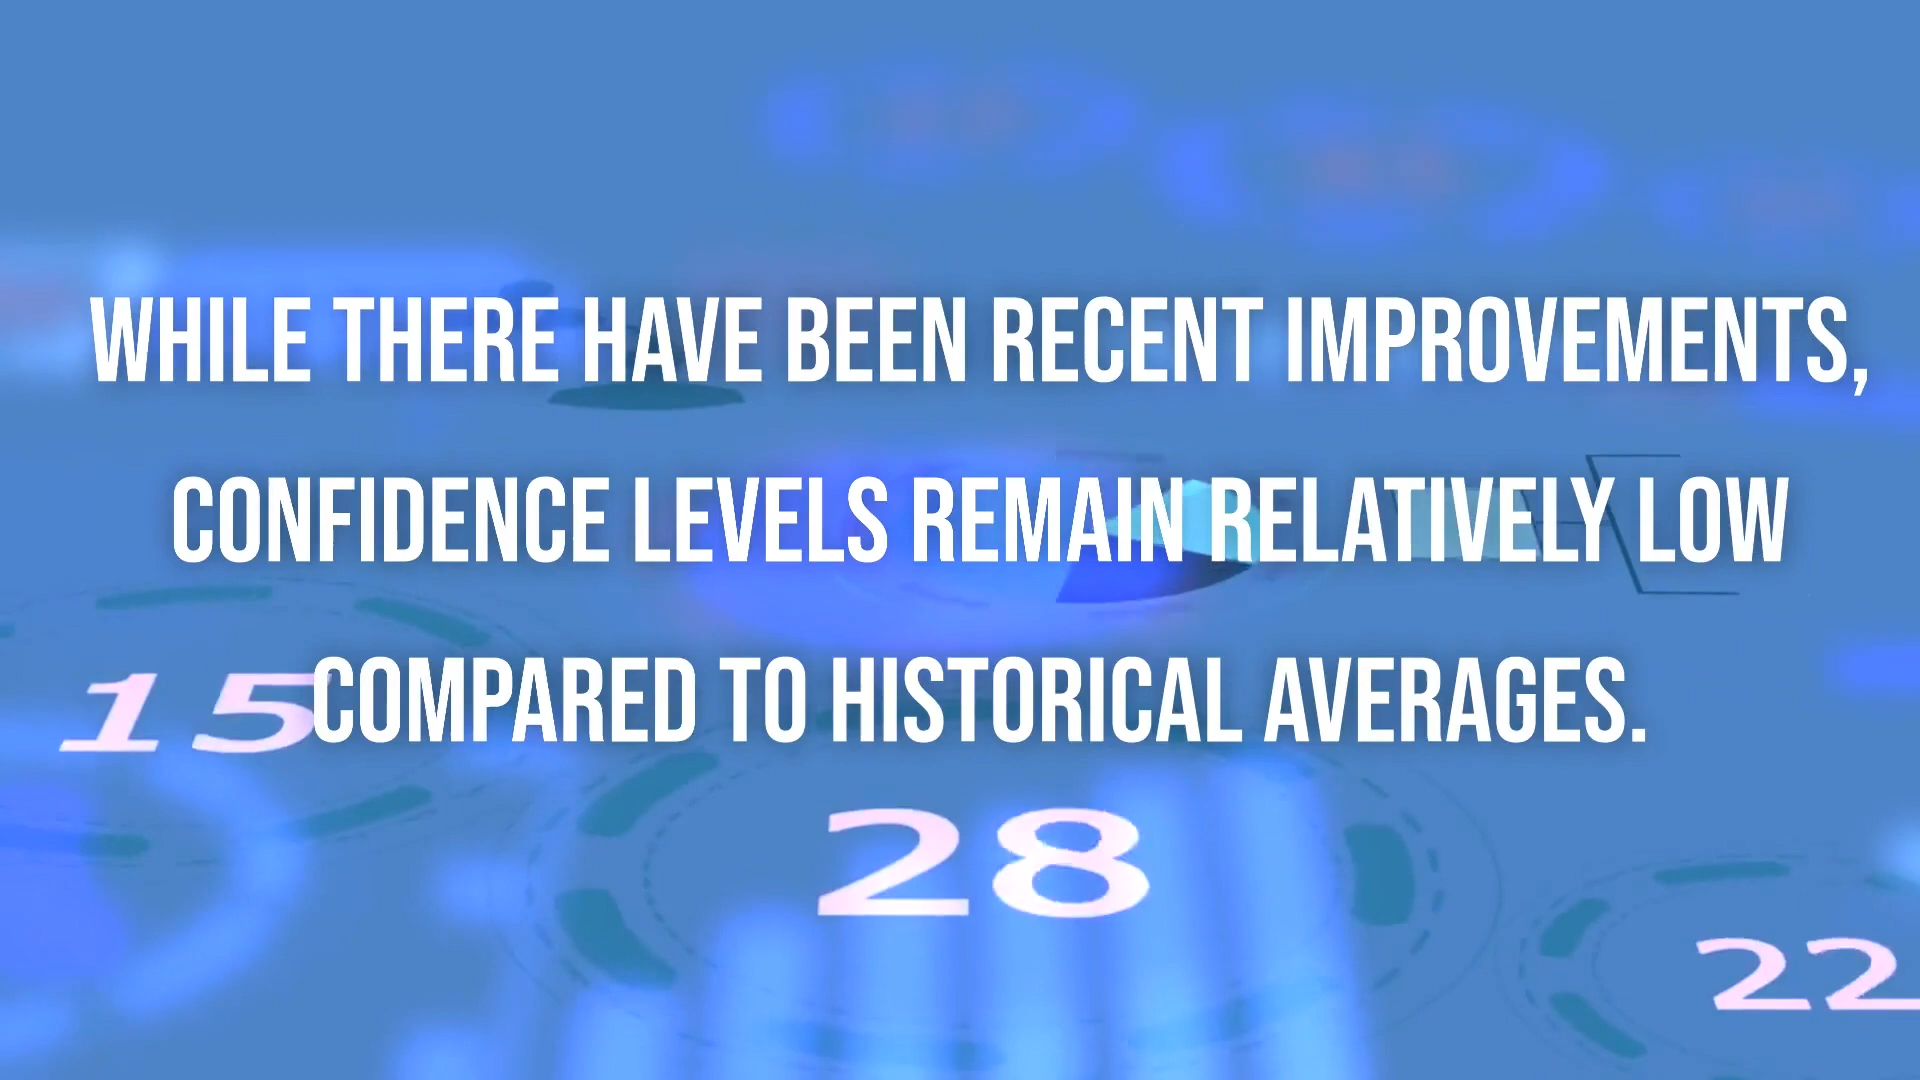 WHILE THERE HAVE BEEN RECENT IMPROVEMENTS,
CONFIDENCE LEVELS REMAIN RELATIVELY LOW
COMPARED TO HISTORICAL AVERAGES.
15
28
22